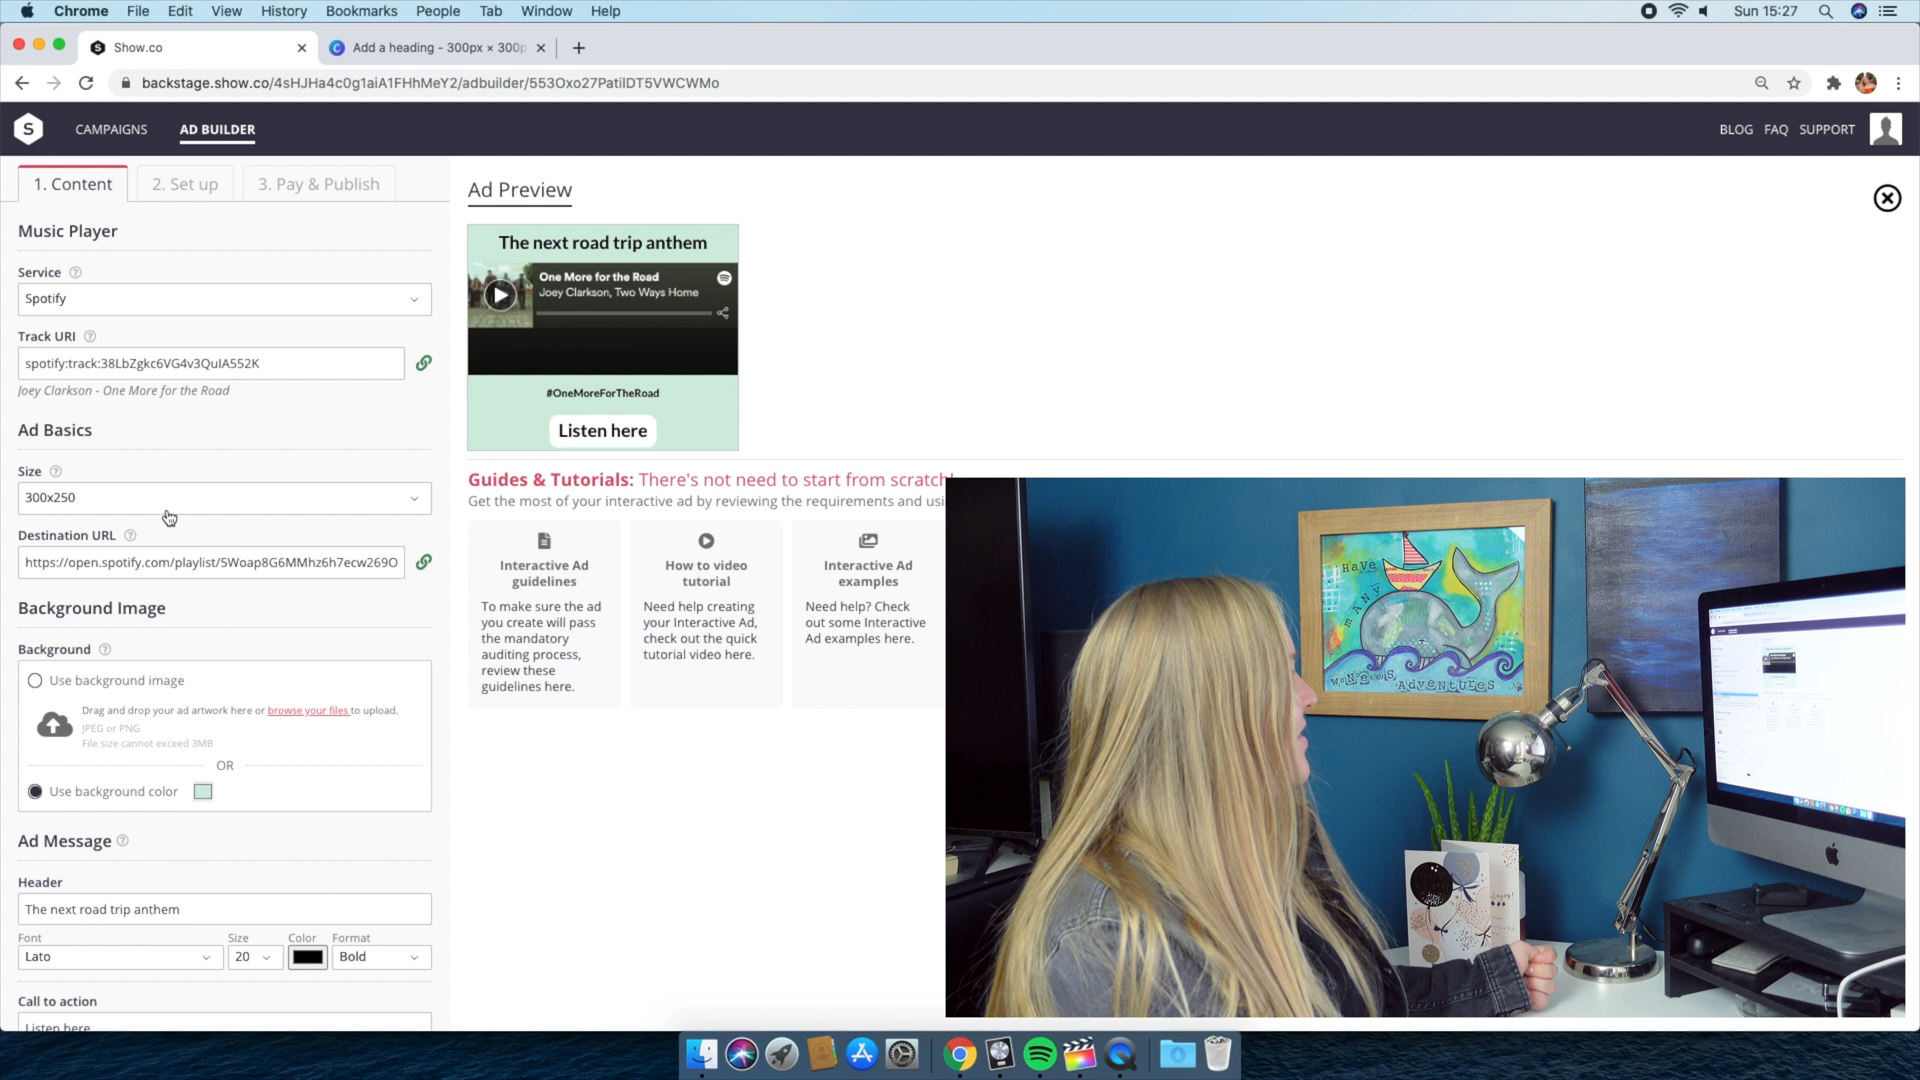 Chrome File Edit View History Bookmarks People Tab Window Help
Sun 15:27
Show.co
Add a heading - 300px × 300p
backstage.show.co/4sHJHa4c0g1aiA1FHhMeY2/adbuilder/553Oxo27PatiIDT5VWCWMo
S
CAMPAIGNS
AD BUILDER
BLOG FAQ SUPPORT
1. Content
2. Set up
3. Pay & Publish
Music Player
Service
Spotify
Track URI
spotify:track:38LbZgkc6VG4v3QuIA552K
Joey Clarkson - One More for the Road
Ad Basics
Size
300x250
Destination URL
https://open.spotify.com/playlist/5Woap8G6MMhz6h7ecw269O
Background Image
Background
Use background image
Drag and drop your ad artwork here or browse your files to upload.
JPEG or PNG
File size cannot exceed 3MB
OR
Use background color
Ad Message
Header
The next road trip anthem
Font Size Color Format
Lato 20 Bold
Call to action
Listen here
Ad Preview
The next road trip anthem
One More for the Road
Joey Clarkson, Two Ways Home
#OneMoreForTheRoad
Listen here
Guides & Tutorials: There's not need to start from scratch!
Get the most of your interactive ad by reviewing the requirements and usi
Interactive Ad
guidelines
To make sure the ad
you create will pass
the mandatory
auditing process,
review these
guidelines here.
How to video
tutorial
Need help creating
your Interactive Ad,
check out the quick
tutorial video here.
Interactive Ad
examples
Need help? Check
out some Interactive
Ad examples here.
Have
MANY
ADVENTURES